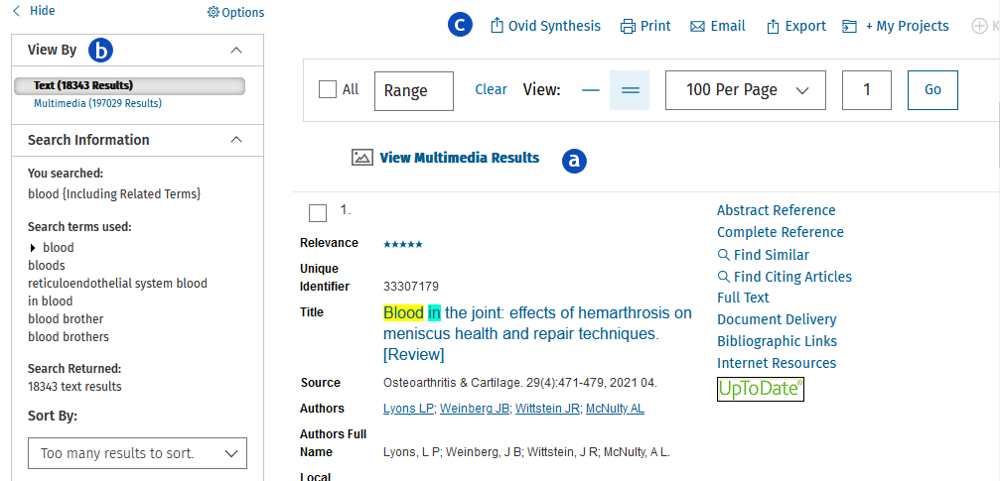 Hide
Options
View By
b
Text (18343 Results)
Multimedia (197029 Results)
Search Information
You searched:
blood {Including Related Terms}
Search terms used:
blood
bloods
reticuloendothelial system blood
in blood
blood brother
blood brothers
Search Returned:
18343 text results
Sort By:
Too many results to sort.
c
Ovid Synthesis
Print
Email
Export
+ My Projects
K
All
Range
Clear
View:
100 Per Page
1
Go
View Multimedia Results
a
1.
Relevance
Unique
Identifier
33307179
Title
Blood in the joint: effects of hemarthrosis on
meniscus health and repair techniques.
[Review]
Source
Osteoarthritis & Cartilage. 29(4):471-479, 2021 04.
Authors
Lyons LP; Weinberg JB; Wittstein JR; McNulty AL
Authors Full
Name
Lyons, L P; Weinberg, J B; Wittstein, J R; McNulty, A L.
Local
Abstract Reference
Complete Reference
Find Similar
Find Citing Articles
Full Text
Document Delivery
Bibliographic Links
Internet Resources
UpToDate®